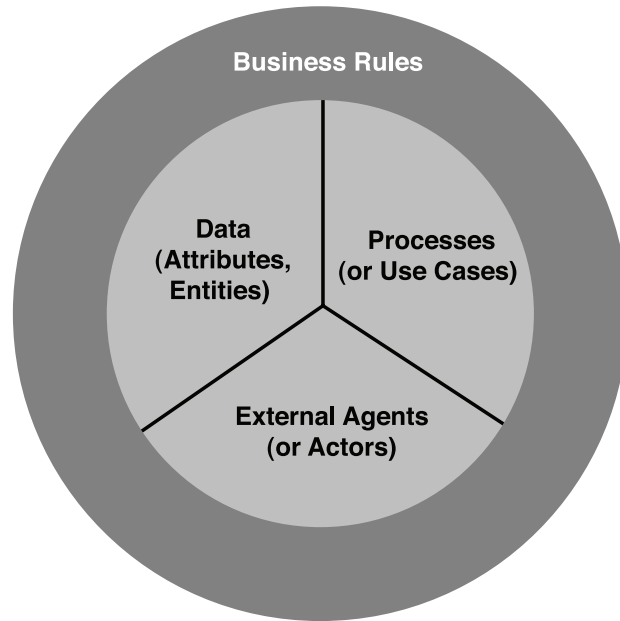 Business Rules
Data
(Attributes,
Entities)
Processes
(or Use Cases)
External Agents
(or Actors)